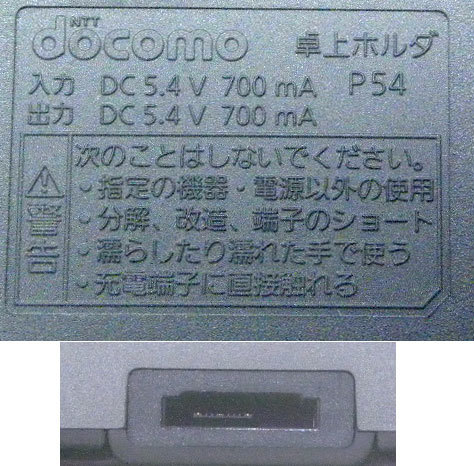 NTT
docomo 卓上ホルダ
入力 DC 5.4 V 700 mA P54
出力 DC 5.4 V 700 mA
警告
次のことはしないでください。
・指定の機器・電源以外の使用
・分解、改造、端子のショート
・濡らしたり濡れた手で使う
・充電端子に直接触れる